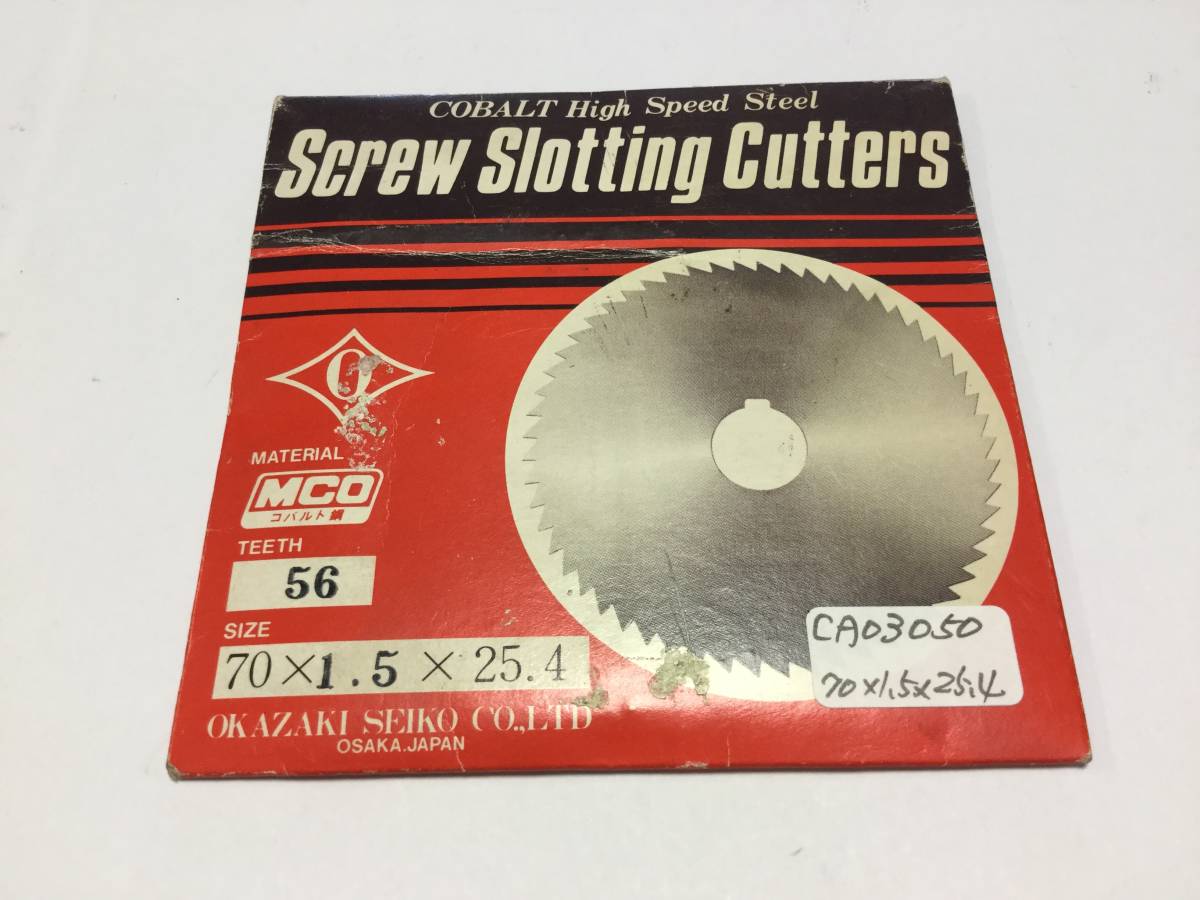 COBALT High Speed Steel
Screw Slotting Cutters
O
MATERIAL
MCO
コバルト鋼
TEETH
56
SIZE
70×1.5×25.4
OKAZAKI SEIKO CO.,LTD
OSAKA.JAPAN
CA03050
70×1.5×25.4